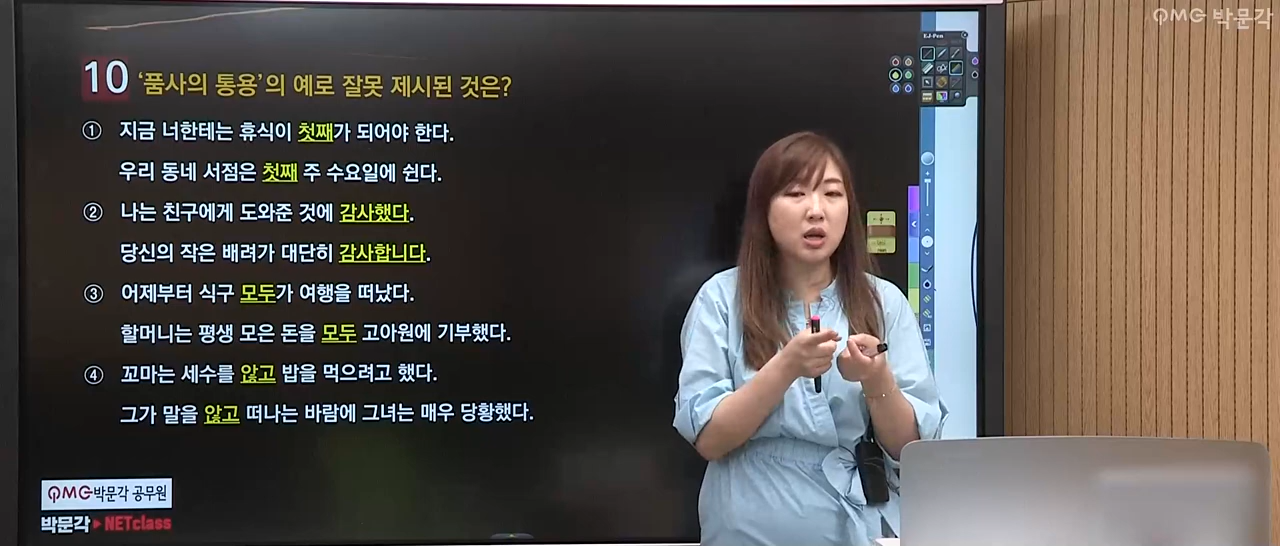 QMG 박문각
EJ-Pen
10 '품사의 통용'의 예로 잘못 제시된 것은?
① 지금 너한테는 휴식이 첫째가 되어야 한다.
우리 동네 서점은 첫째 주 수요일에 쉰다.
② 나는 친구에게 도와준 것에 감사했다.
당신의 작은 배려가 대단히 감사합니다.
③ 어제부터 식구 모두가 여행을 떠났다.
할머니는 평생 모은 돈을 모두 고아원에 기부했다.
④ 꼬마는 세수를 않고 밥을 먹으려고 했다.
그가 말을 않고 떠나는 바람에 그녀는 매우 당황했다.
QMG박문각 공무원
박문각 ▶ NETclass